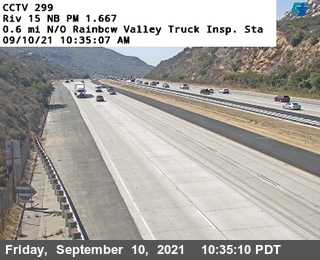 CCTV 299
Riv 15 NB PM 1.667
0.6 mi N/O Rainbow Valley Truck Insp. Sta
09/10/21 10:35:07 AM
Friday, September 10, 2021 10:35:10 PDT